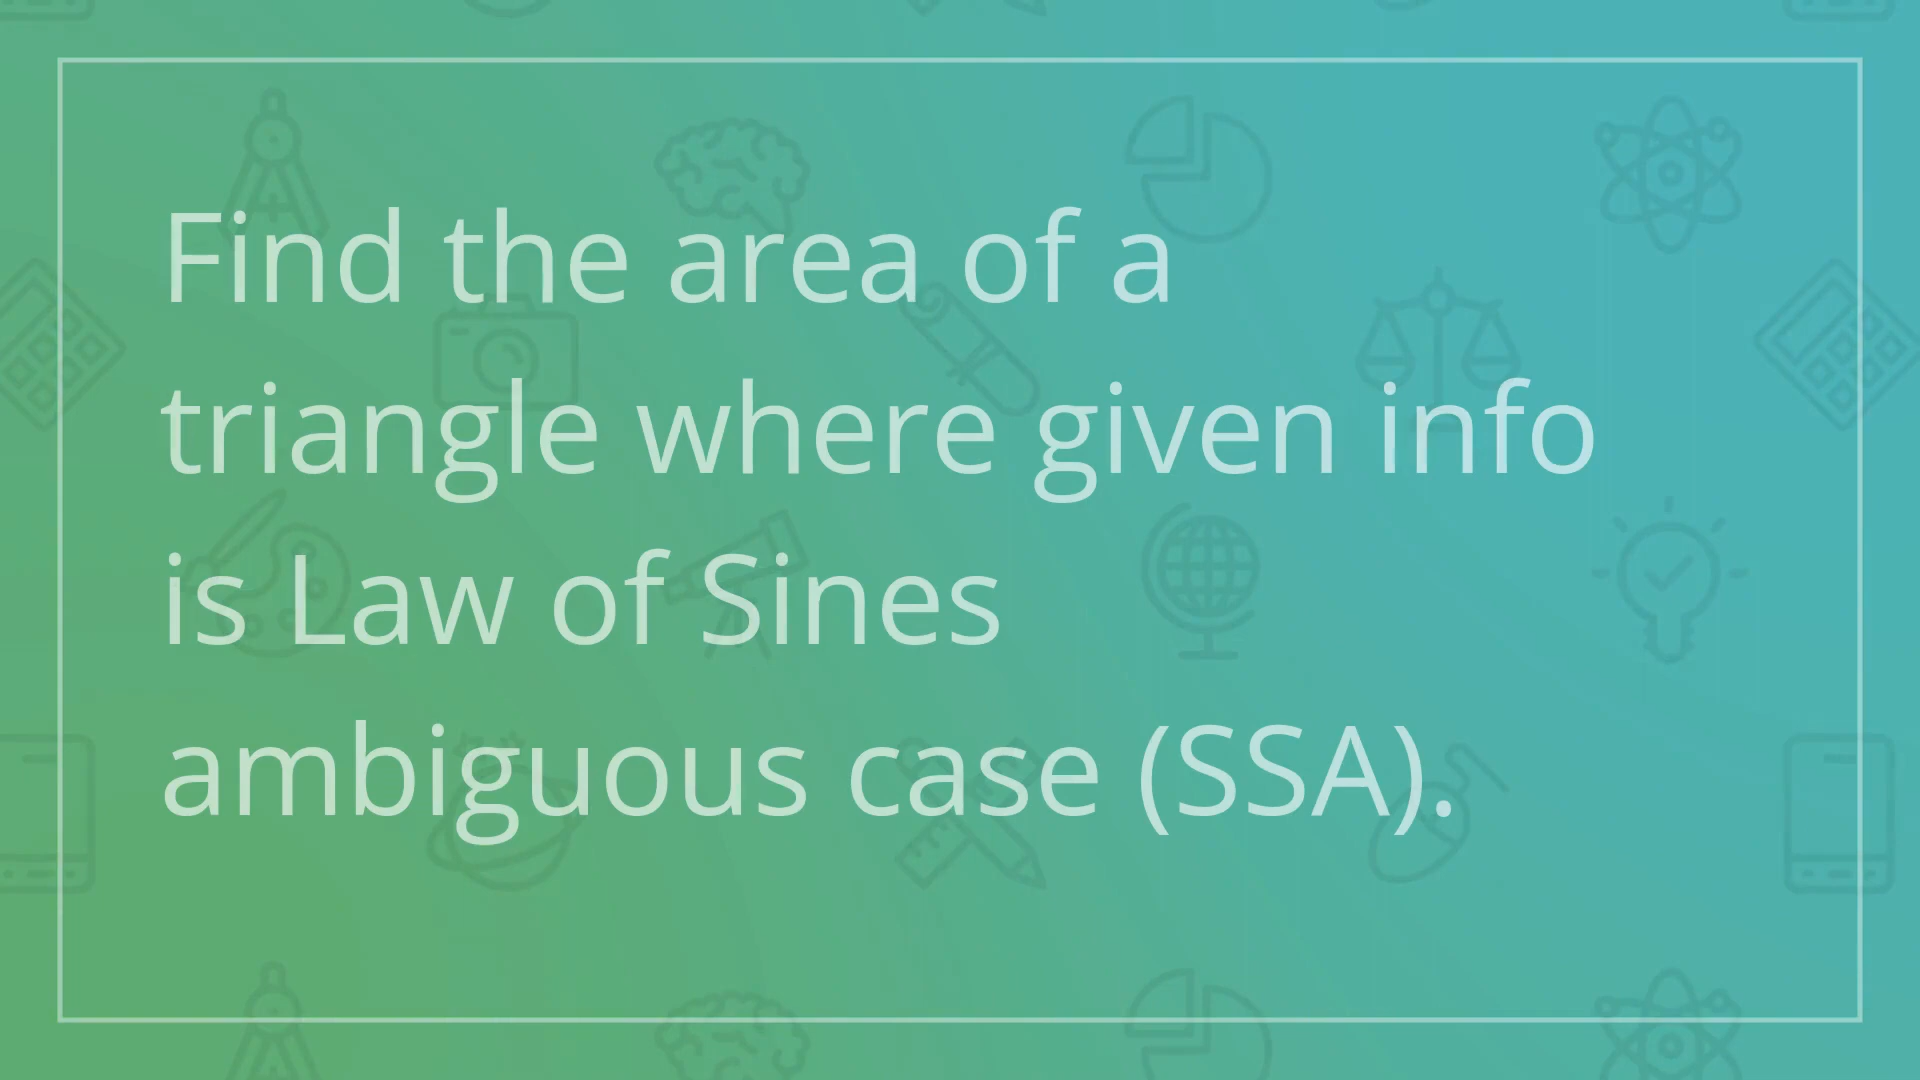 Find the area of a
triangle where given info
is Law of Sines
ambiguous case (SSA).